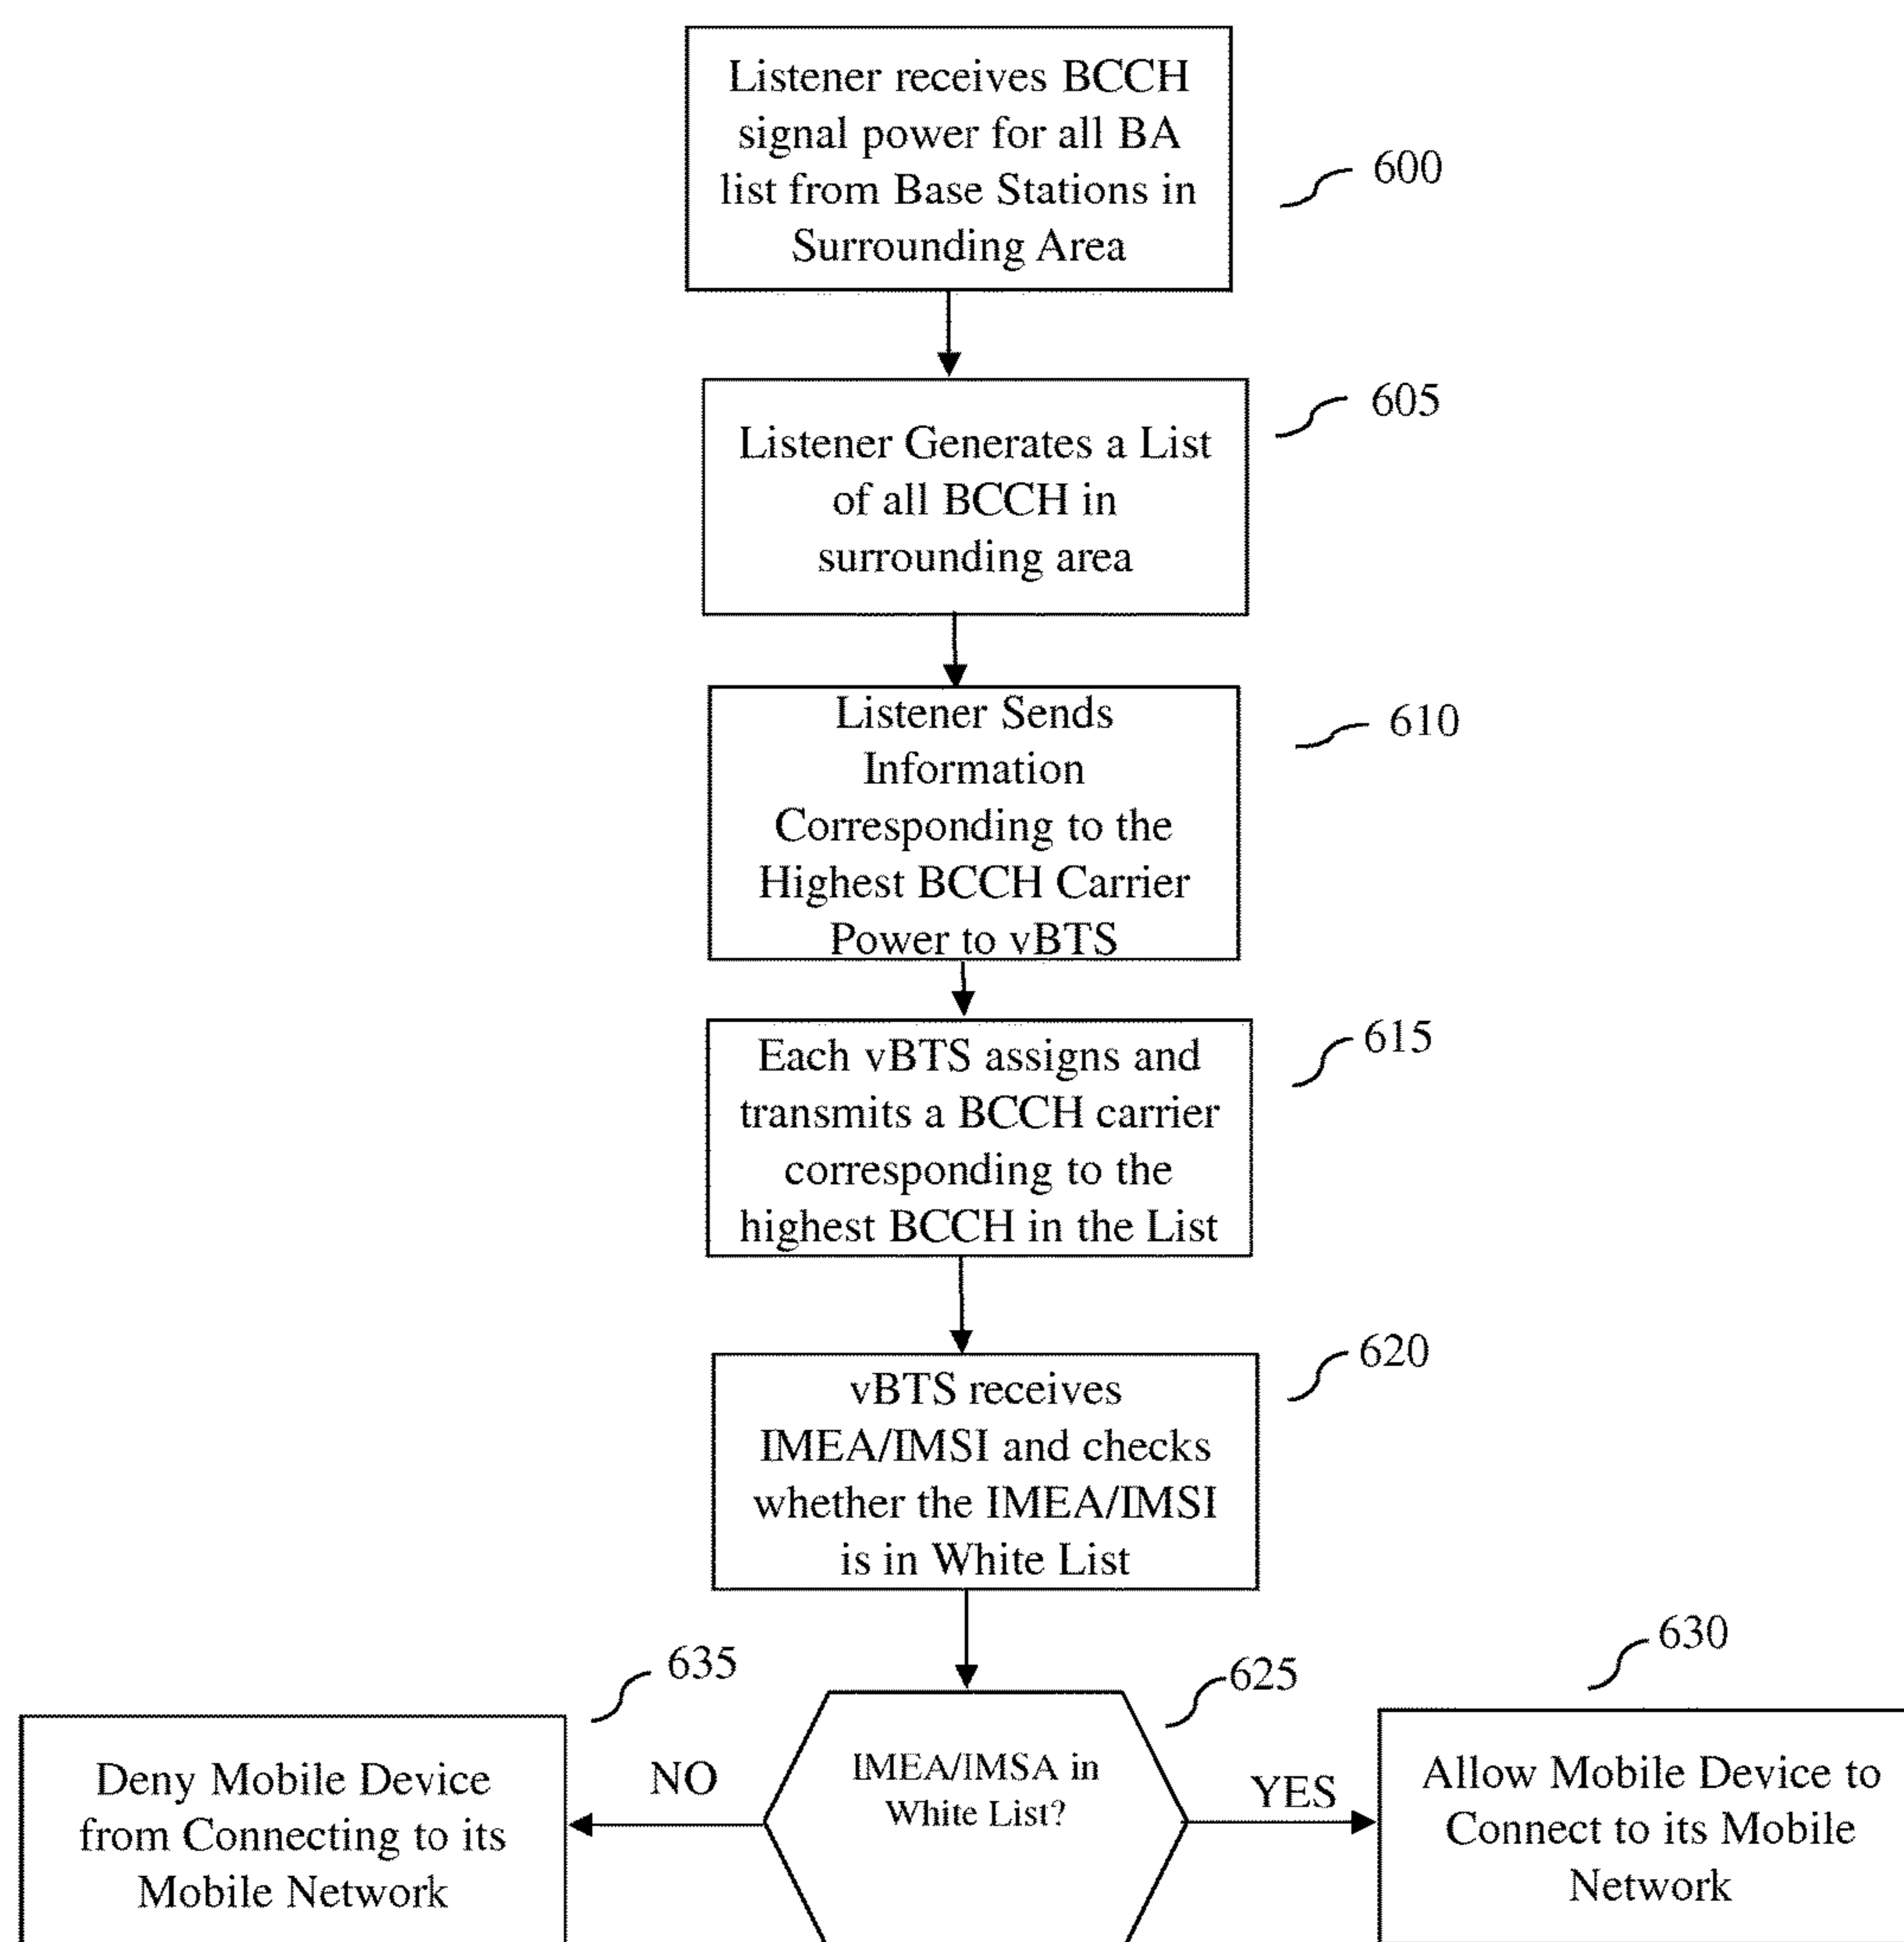 Listener receives BCCH
signal power for all BA
list from Base Stations in
Surrounding Area
600
Listener Generates a List
of all BCCH in
surrounding area
605
Listener Sends
Information
Corresponding to the
Highest BCCH Carrier
Power to vBTS
610
Each vBTS assigns and
transmits a BCCH carrier
corresponding to the
highest BCCH in the List
615
vBTS receives
IMEA/IMSI and checks
whether the IMEA/IMSI
is in White List
620
635
Deny Mobile Device
from Connecting to its
Mobile Network
NO
625
IMEA/IMSA in
White List?
YES
630
Allow Mobile Device to
Connect to its Mobile
Network